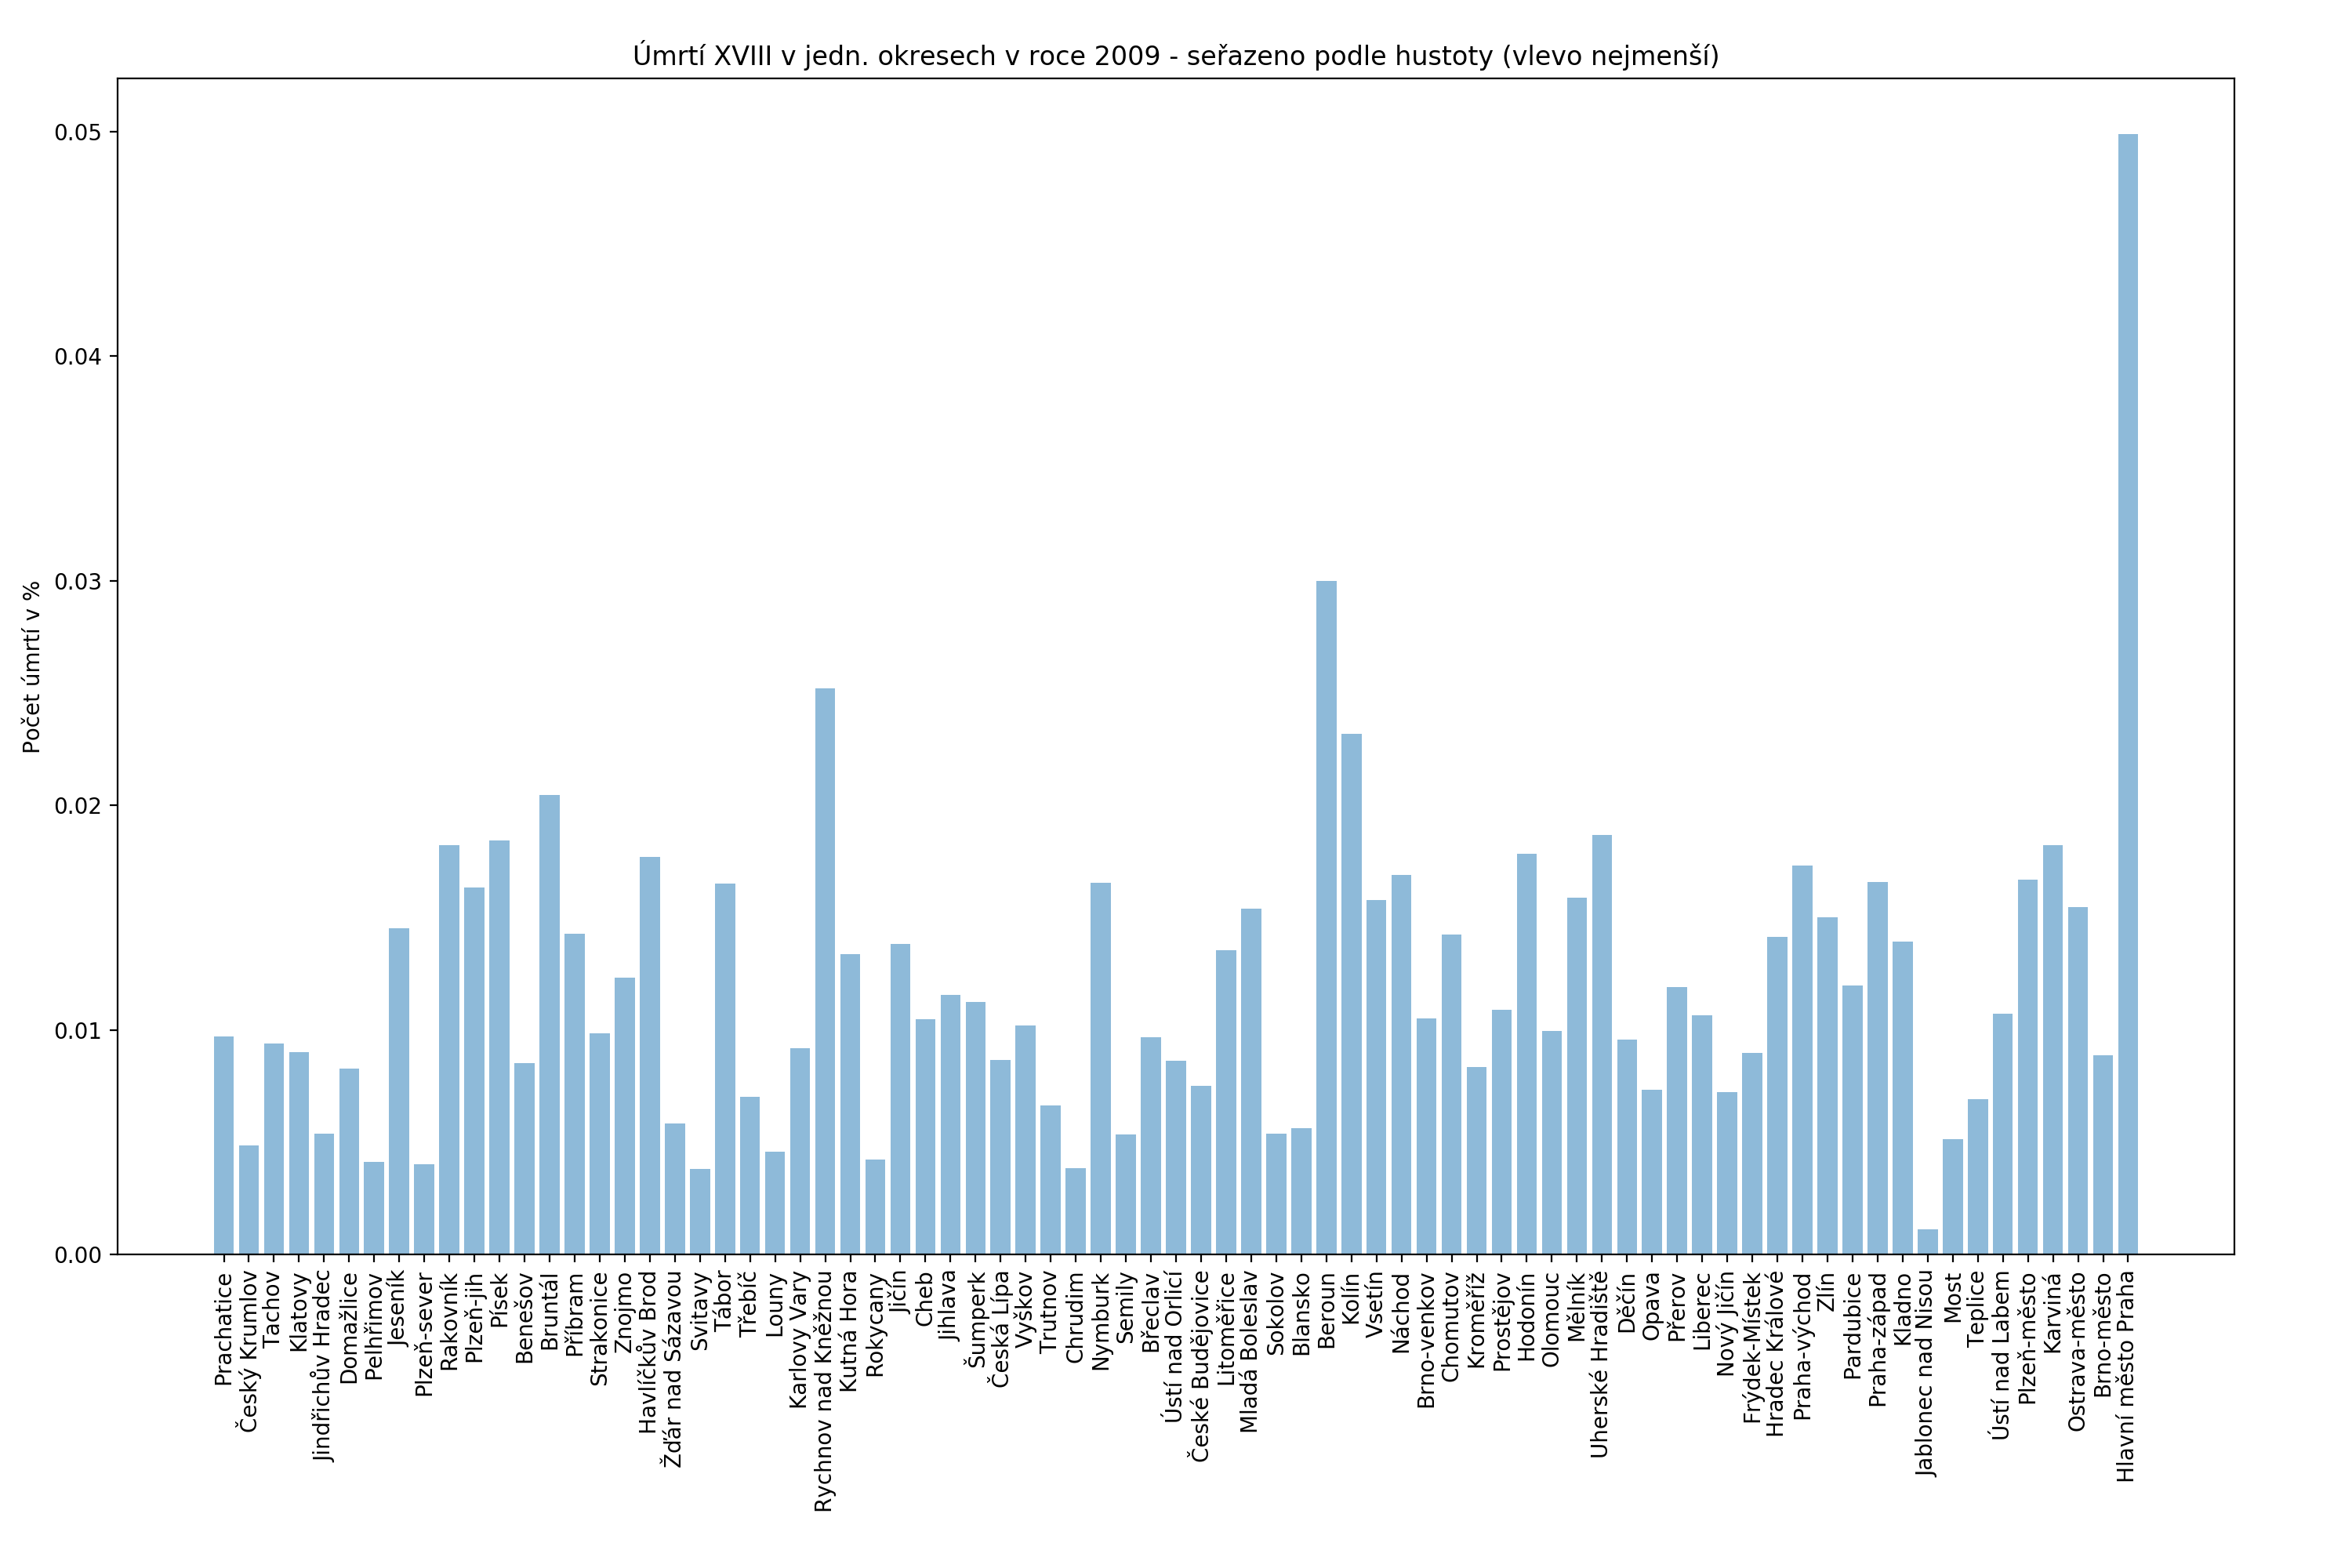 Úmrtí XVIII v jedn. okresech v roce 2009 - seřazeno podle hustoty (vlevo nejmenší)
Počet úmrtí v %
0.05
0.04
0.03
0.02
0.01
0.00
Prachatice
Český Krumlov
Tachov
Klatovy
Jindřichův Hradec
Domažlice
Pelhřimov
Jeseník
Plzeň-sever
Rakovník
Plzeň-jih
Písek
Benešov
Bruntál
Příbram
Strakonice
Znojmo
Havlíčkův Brod
Žďár nad Sázavou
Svitavy
Tábor
Třebíč
Louny
Karlovy Vary
Rychnov nad Kněžnou
Kutná Hora
Rokycany
Jičín
Cheb
Jihlava
Šumperk
Česká Lípa
Vyškov
Trutnov
Chrudim
Nymburk
Semily
Břeclav
Ústí nad Orlicí
České Budějovice
Litoměřice
Mladá Boleslav
Sokolov
Blansko
Beroun
Kolín
Vsetín
Náchod
Brno-venkov
Chomutov
Kroměříž
Prostějov
Hodonín
Olomouc
Mělník
Uherské Hradiště
Děčín
Opava
Přerov
Liberec
Nový Jičín
Frýdek-Místek
Hradec Králové
Praha-východ
Zlín
Pardubice
Praha-západ
Kladno
Jablonec nad Nisou
Most
Teplice
Ústí nad Labem
Plzeň-město
Karviná
Ostrava-město
Brno-město
Hlavní město Praha